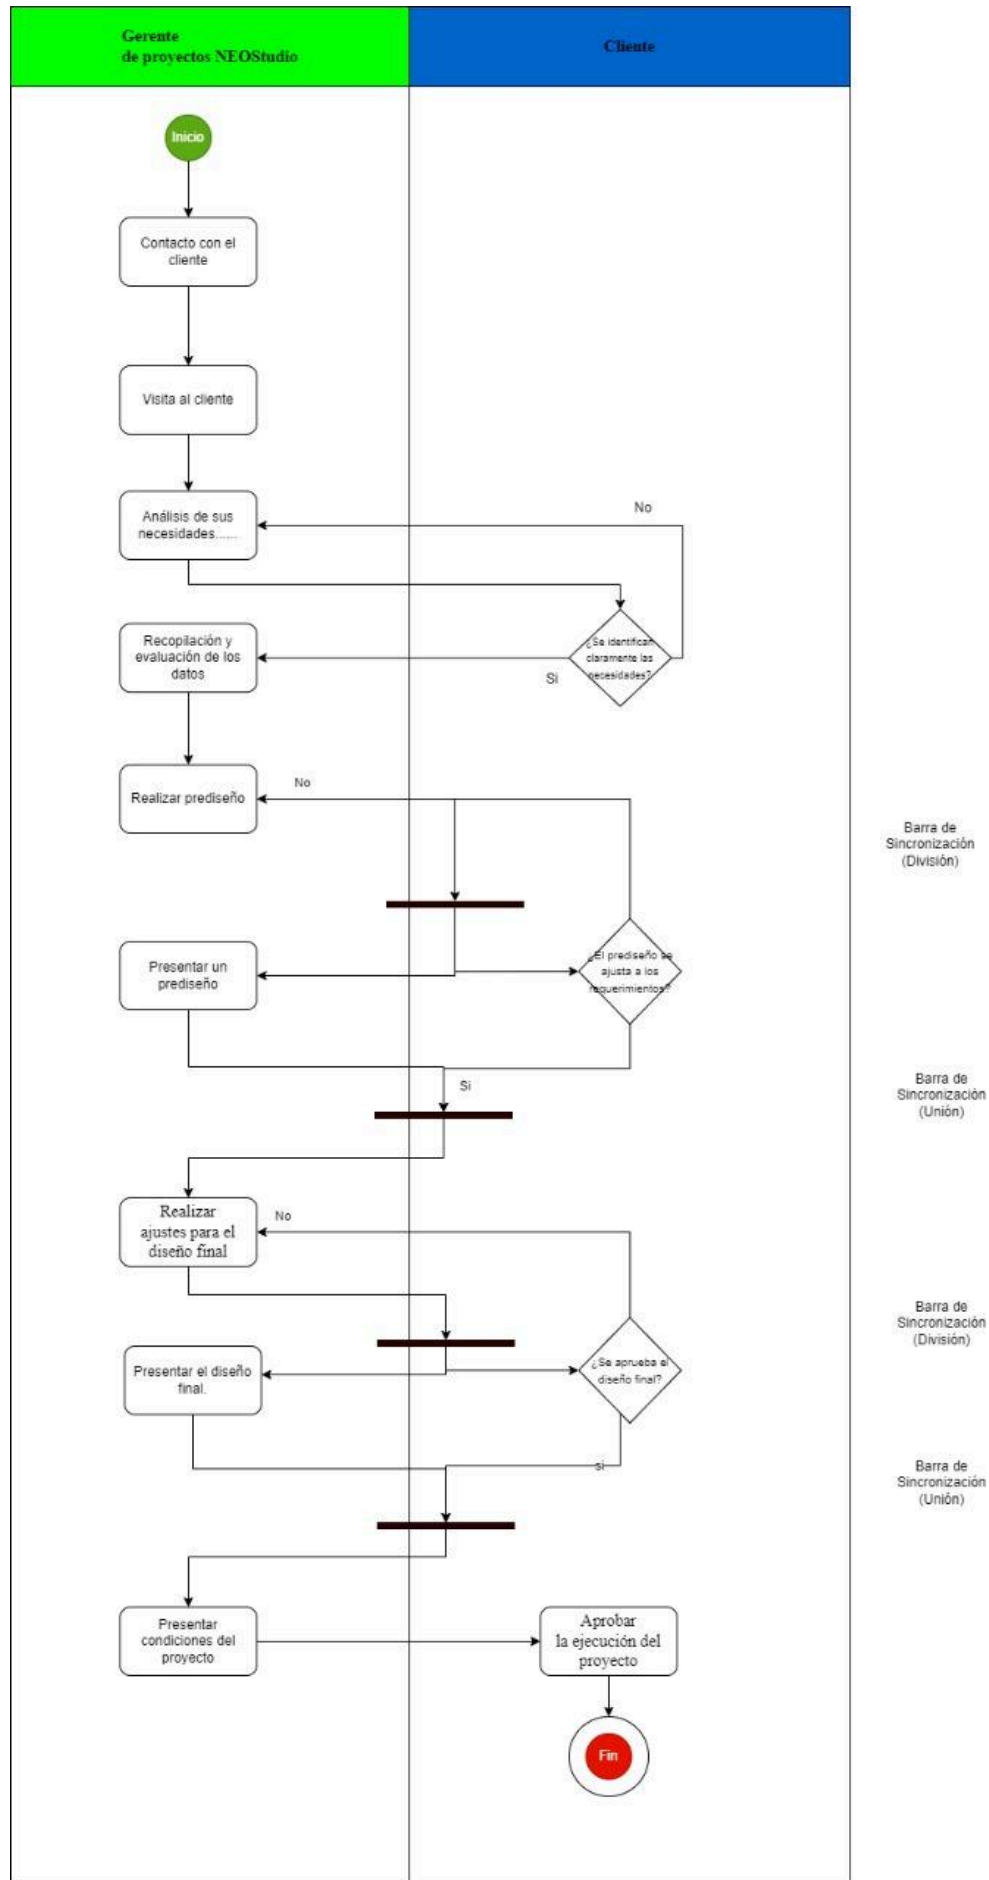 Gerente
de proyectos NEOStudio
Cliente
Inicio
Contacto con el
cliente
Visita al cliente
Análisis de sus
necesidades......
No
¿Se identifican
claramente las
necesidades?
Si
Recopilación y
evaluación de los
datos
Realizar prediseño
No
Barra de
Sincronización
(División)
Presentar un
prediseño
¿El prediseño se
ajusta a los
requerimientos?
Si
Barra de
Sincronización
(Unión)
Realizar
ajustes para el
diseño final
No
Barra de
Sincronización
(División)
Presentar el diseño
final.
¿Se aprueba el
diseño final?
si
Barra de
Sincronización
(Unión)
Presentar
condiciones del
proyecto
Aprobar
la ejecución del
proyecto
Fin